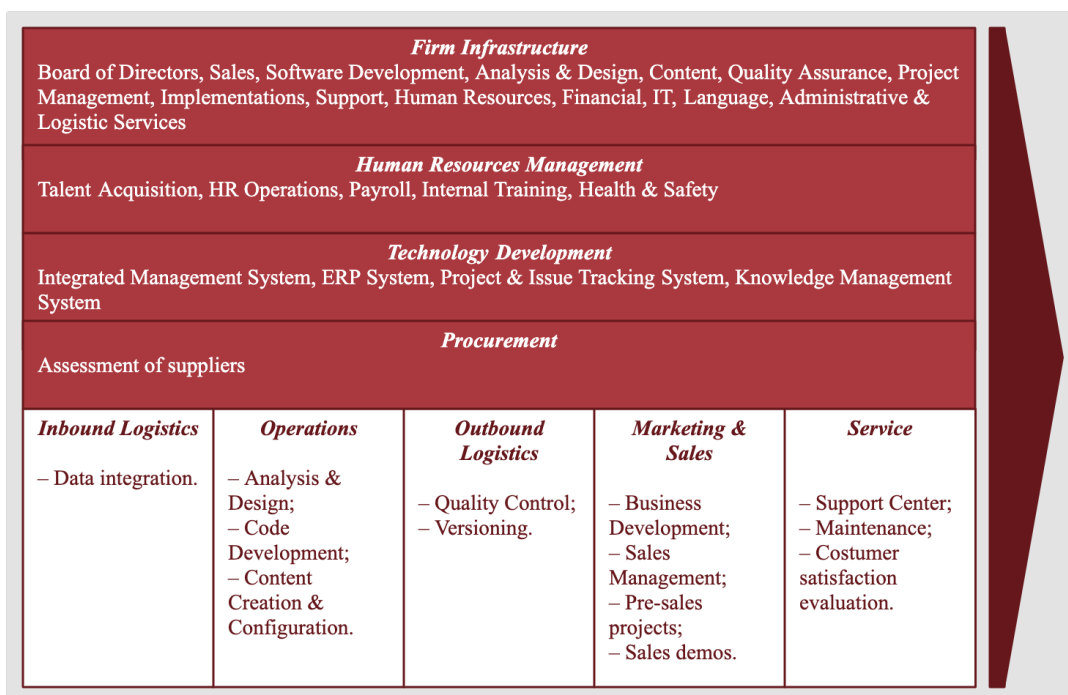 Firm Infrastructure
Board of Directors, Sales, Software Development, Analysis & Design, Content, Quality Assurance, Project
Management, Implementations, Support, Human Resources, Financial, IT, Language, Administrative &
Logistic Services
Human Resources Management
Talent Acquisition, HR Operations, Payroll, Internal Training, Health & Safety
Technology Development
Integrated Management System, ERP System, Project & Issue Tracking System, Knowledge Management
System
Procurement
Assessment of suppliers
Inbound Logistics
– Data integration.
Operations
– Analysis &
Design;
– Code
Development;
– Content
Creation &
Configuration.
Outbound
Logistics
– Quality Control;
– Versioning.
Marketing &
Sales
– Business
Development;
– Sales
Management;
– Pre-sales
projects;
– Sales demos.
Service
– Support Center;
– Maintenance;
– Costumer
satisfaction
evaluation.